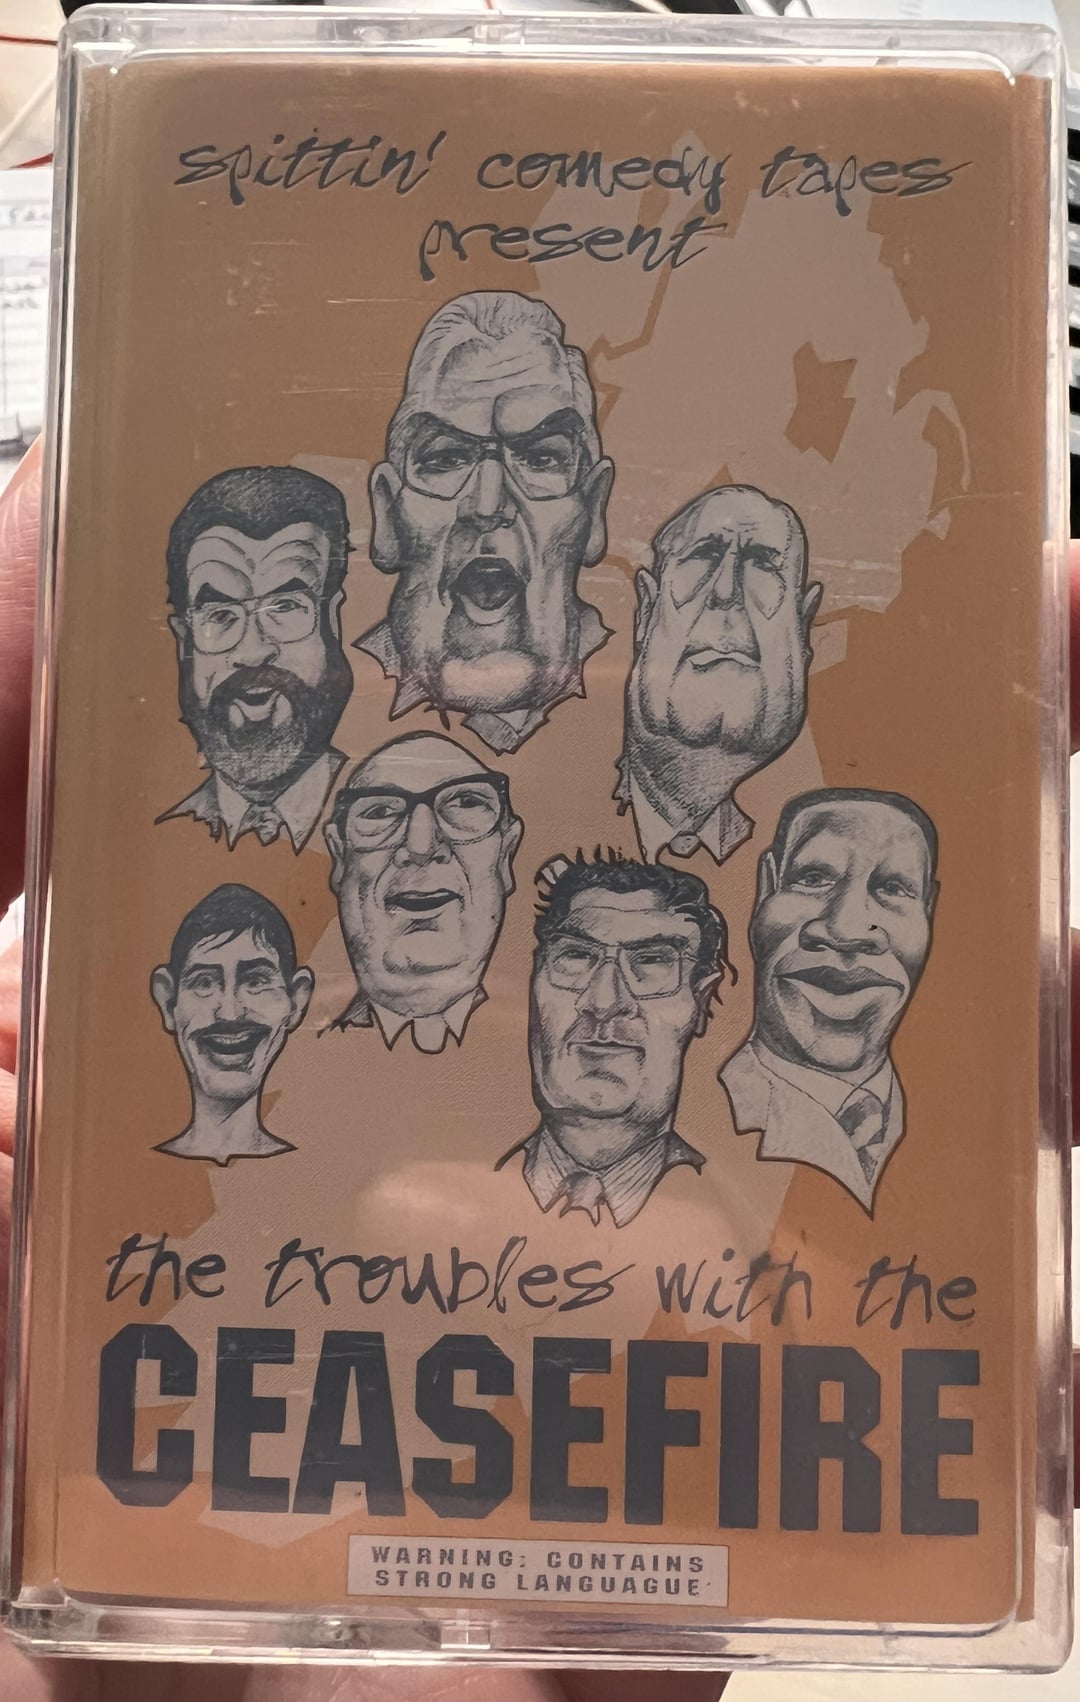 spittin' comedy tapes
present
the troubles with the
CEASEFIRE
WARNING: CONTAINS
STRONG LANGUAGUE